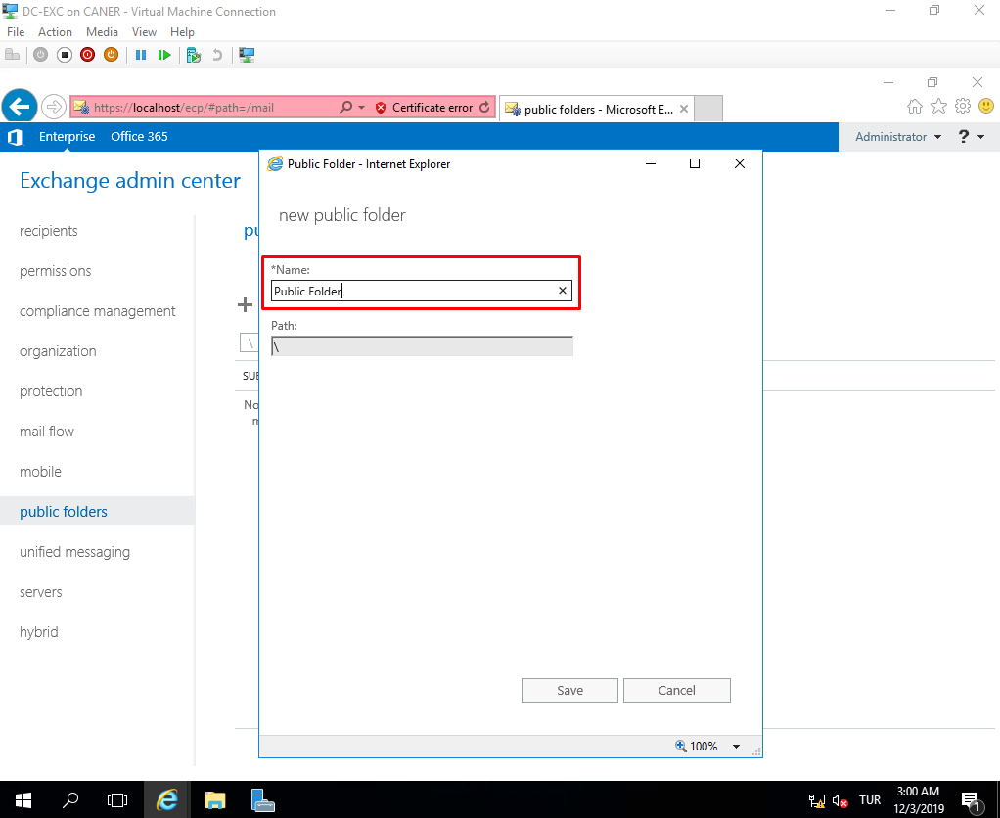 DC-EXC on CANER - Virtual Machine Connection
File Action Media View Help
https://localhost/ecp/#path=/mail
Certificate error
public folders - Microsoft E...
Enterprise Office 365
Administrator ?
Exchange admin center
recipients
permissions
compliance management
organization
protection
mail flow
mobile
public folders
unified messaging
servers
hybrid
pu
\
SUB
No
m
Public Folder - Internet Explorer
new public folder
*Name:
Public Folder
Path:
\
Save Cancel
100%
TUR
3:00 AM
12/3/2019
1